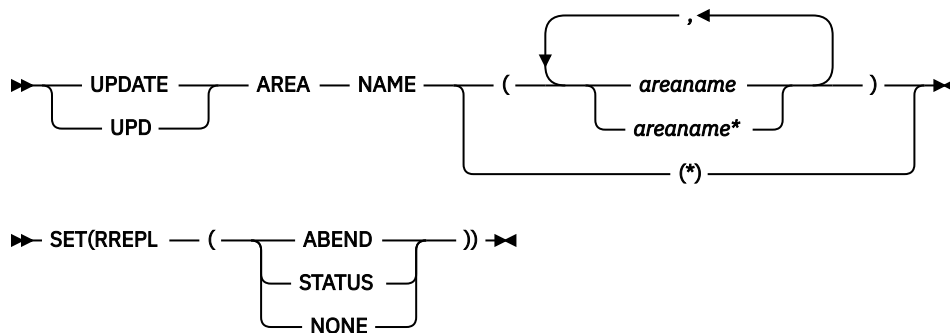 ,
UPDATE AREA NAME ( areaname )
UPD areaname*
(*)
SET(RREPL ( ABEND ))
STATUS
NONE